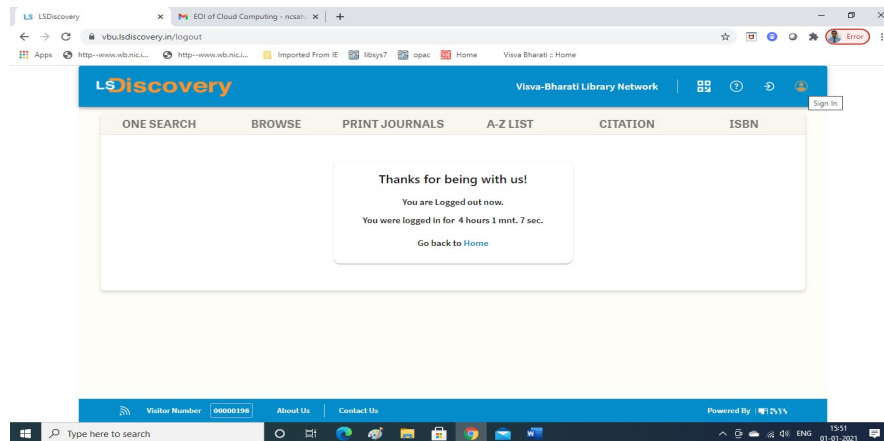 LS LSDiscovery
EOI of Cloud Computing - ncsah.
vbu.lsdiscovery.in/logout
Error
Apps
http--www.wb.nic.i...
http--www.wb.nic.i...
Imported From IE
libsys7
opac
Home
Visva Bharati :: Home
LSDiscovery
Visva-Bharati Library Network
Sign In
ONE SEARCH BROWSE PRINT JOURNALS A-Z LIST CITATION ISBN
Thanks for being with us!
You are Logged out now.
You were logged in for 4 hours 1 mnt. 7 sec.
Go back to Home
Visitor Number 00000198 About Us Contact Us Powered By
Type here to search
ENG
15:51
01-01-2021